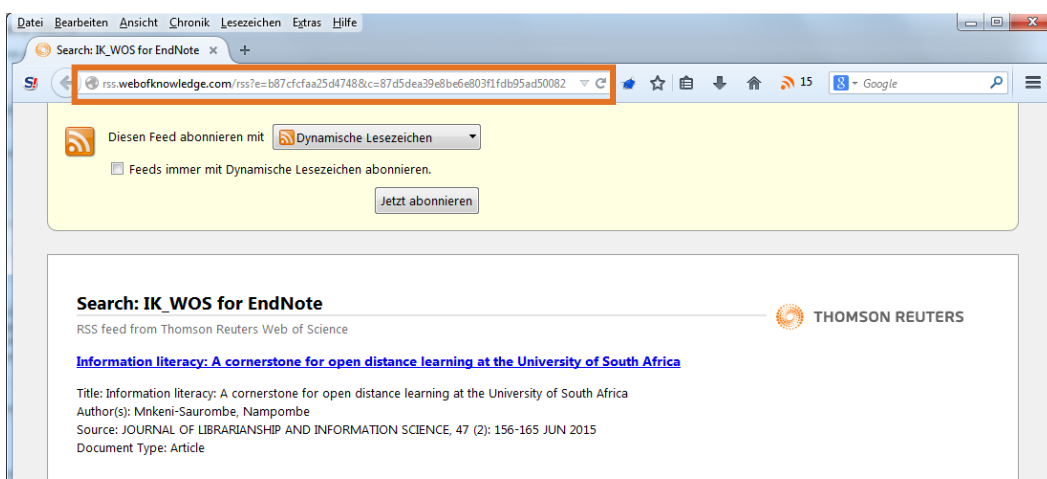 Datei Bearbeiten Ansicht Chronik Lesezeichen Extras Hilfe
Search: IK_WOS for EndNote × +
S! rss.webofknowledge.com/rss?e=b87cfcfaa25d4748&c=87d5dea39e8be6e803f1fdb95ad50082 15 8 Google
Diesen Feed abonnieren mit Dynamische Lesezeichen
Feeds immer mit Dynamische Lesezeichen abonnieren.
Jetzt abonnieren
Search: IK_WOS for EndNote
THOMSON REUTERS
RSS feed from Thomson Reuters Web of Science
Information literacy: A cornerstone for open distance learning at the University of South Africa
Title: Information literacy: A cornerstone for open distance learning at the University of South Africa
Author(s): Mnkeni-Saurombe, Nampombe
Source: JOURNAL OF LIBRARIANSHIP AND INFORMATION SCIENCE, 47 (2): 156-165 JUN 2015
Document Type: Article